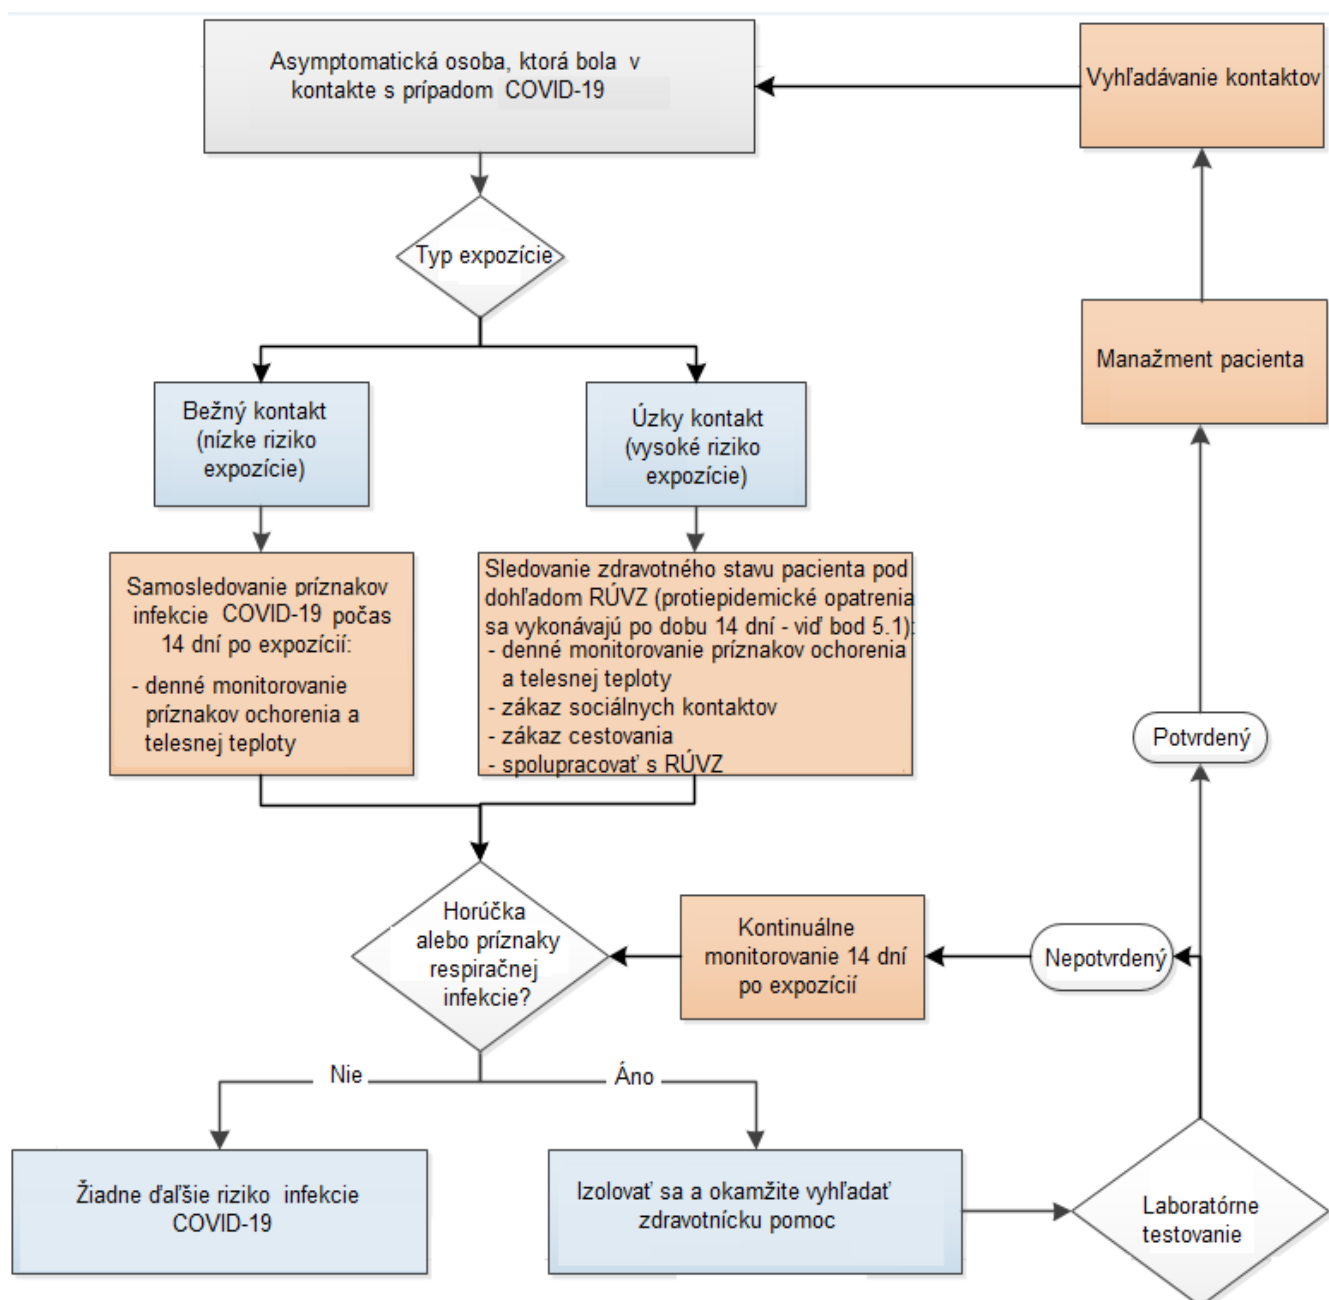 Asymptomatická osoba, ktorá bola v
kontakte s prípadom COVID-19
Vyhľadávanie kontaktov
Typ expozície
Manažment pacienta
Bežný kontakt
(nízke riziko
expozície)
Úzky kontakt
(vysoké riziko
expozície)
Samosledovanie príznakov
infekcie COVID-19 počas
14 dní po expozícií:
- denné monitorovanie
príznakov ochorenia a
telesnej teploty
Sledovanie zdravotného stavu pacienta pod
dohľadom RÚVZ (protiepidemické opatrenia
sa vykonávajú po dobu 14 dní - viď bod 5.1):
- denné monitorovanie príznakov ochorenia
a telesnej teploty
- zákaz sociálnych kontaktov
- zákaz cestovania
- spolupracovať s RÚVZ
Potvrdený
Horúčka
alebo príznaky
respiračnej
infekcie?
Kontinuálne
monitorovanie 14 dní
po expozícií
Nepotvrdený
Nie
Áno
Žiadne ďaľšie riziko infekcie
COVID-19
Izolovať sa a okamžite vyhľadať
zdravotnícku pomoc
Laboratórne
testovanie